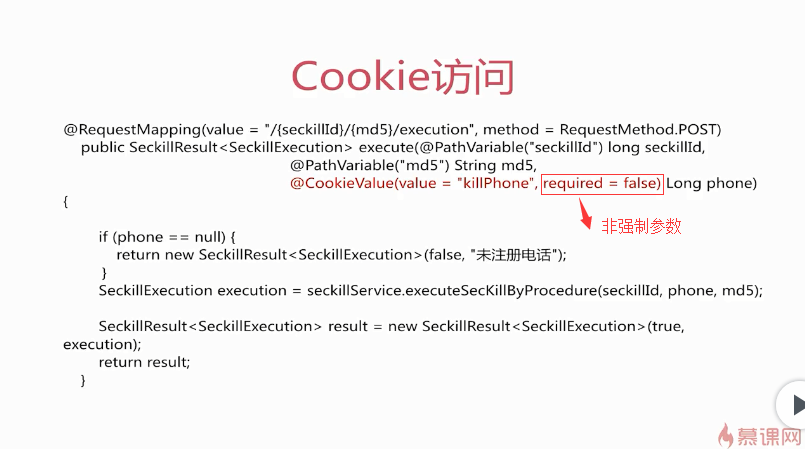 Cookie访问
@RequestMapping(value = "/{seckillId}/{md5}/execution", method = RequestMethod.POST)
public SeckillResult<SeckillExecution> execute(@PathVariable("seckillId") long seckillId,
@PathVariable("md5") String md5,
@CookieValue(value = "killPhone", required = false) Long phone)
{
非强制参数
if (phone == null) {
return new SeckillResult<SeckillExecution>(false, "未注册电话");
}
SeckillExecution execution = seckillService.executeSecKillByProcedure(seckillId, phone, md5);
SeckillResult<SeckillExecution> result = new SeckillResult<SeckillExecution>(true,
execution);
return result;
}
慕课网